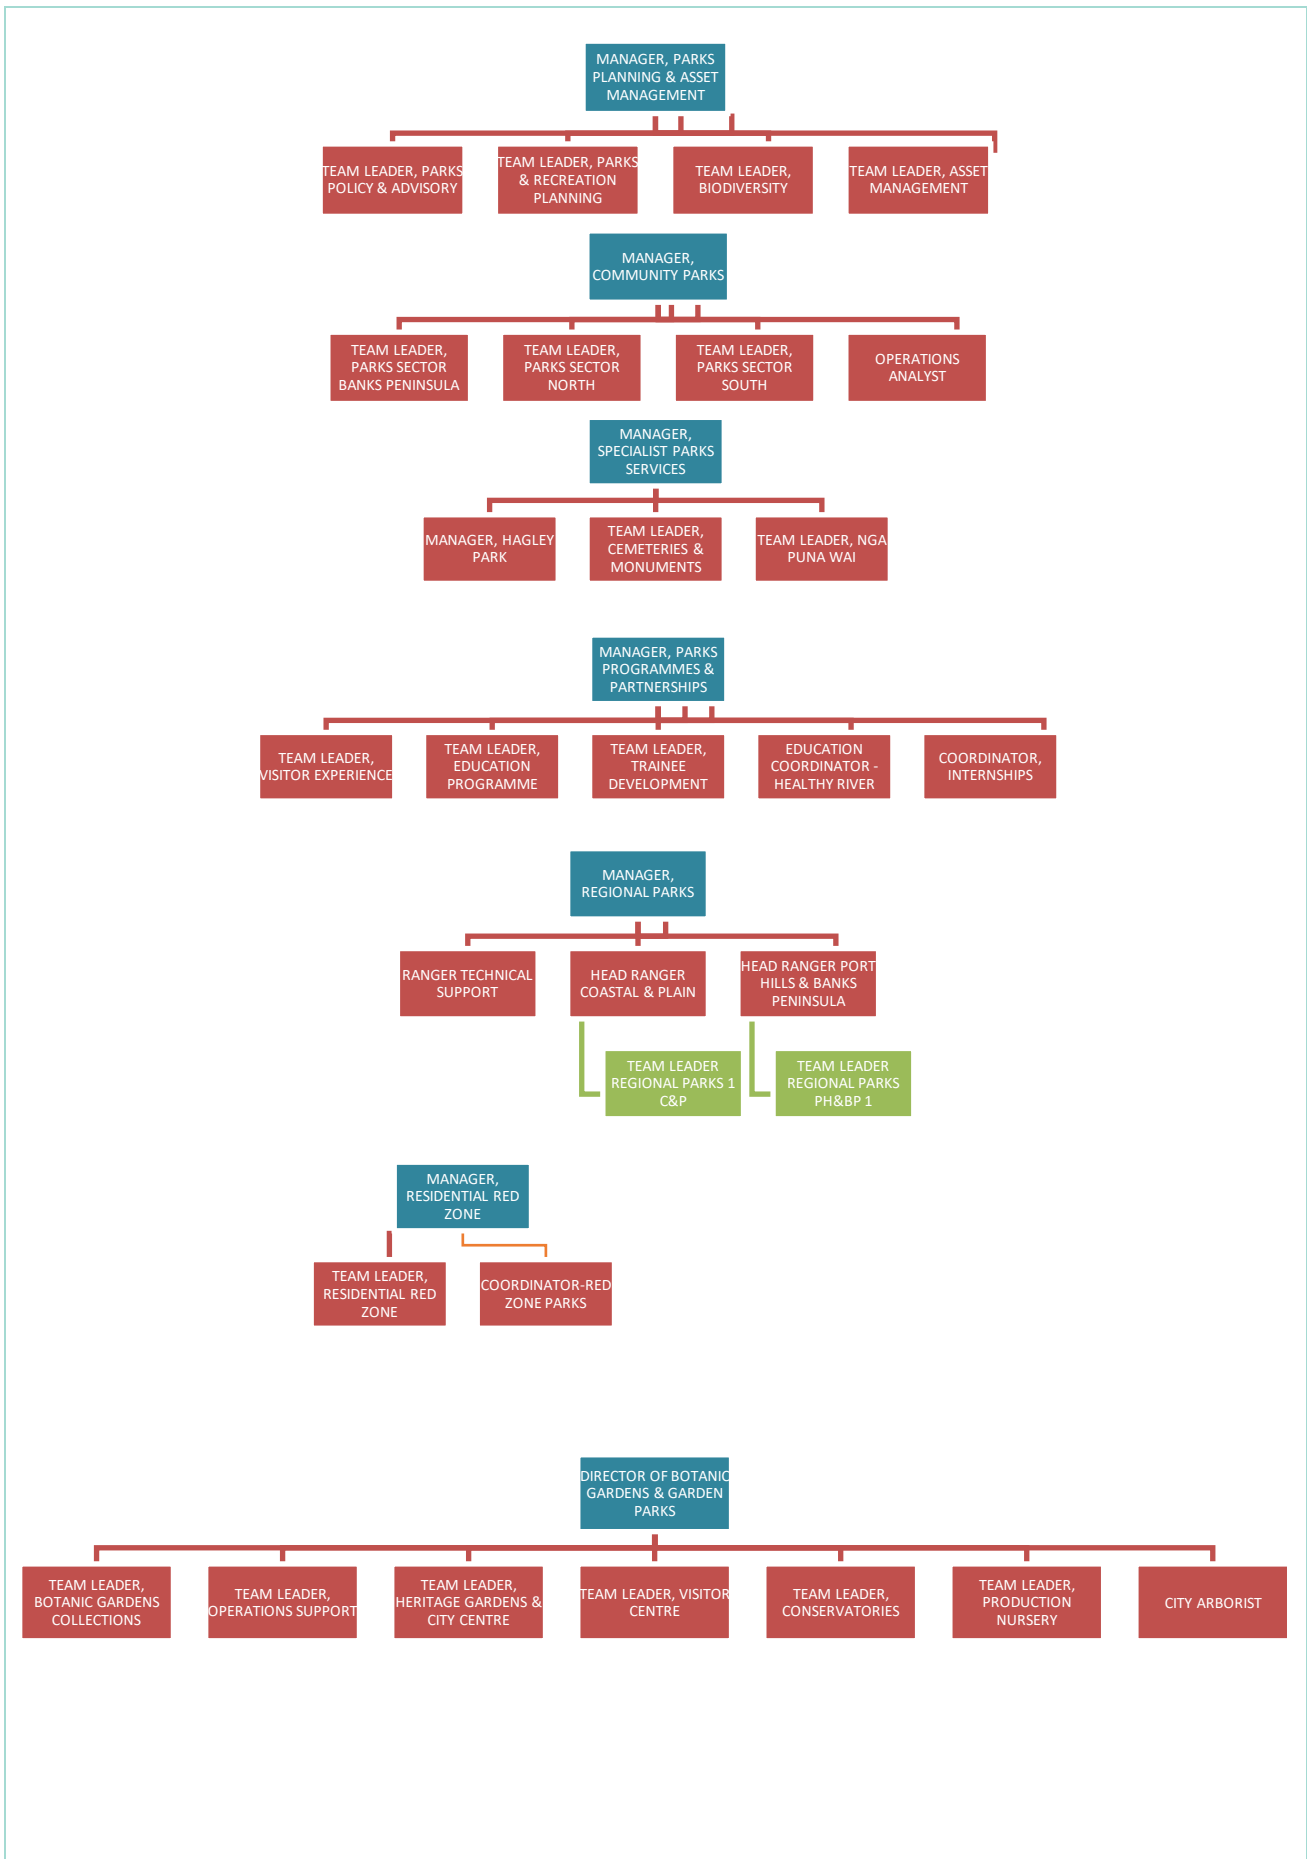 MANAGER, PARKS
PLANNING & ASSET
MANAGEMENT
TEAM LEADER, PARKS
POLICY & ADVISORY
TEAM LEADER, PARKS
& RECREATION
PLANNING
TEAM LEADER,
BIODIVERSITY
TEAM LEADER, ASSET
MANAGEMENT
MANAGER,
COMMUNITY PARKS
TEAM LEADER,
PARKS SECTOR
BANKS PENINSULA
TEAM LEADER,
PARKS SECTOR
NORTH
TEAM LEADER,
PARKS SECTOR
SOUTH
OPERATIONS
ANALYST
MANAGER,
SPECIALIST PARKS
SERVICES
MANAGER, HAGLEY
PARK
TEAM LEADER,
CEMETERIES &
MONUMENTS
TEAM LEADER, NGA
PUNA WAI
MANAGER, PARKS
PROGRAMMES &
PARTNERSHIPS
TEAM LEADER,
VISITOR EXPERIENCE
TEAM LEADER,
EDUCATION
PROGRAMME
TEAM LEADER,
TRAINEE
DEVELOPMENT
EDUCATION
COORDINATOR -
HEALTHY RIVER
COORDINATOR,
INTERNSHIPS
MANAGER,
REGIONAL PARKS
RANGER TECHNICAL
SUPPORT
HEAD RANGER
COASTAL & PLAIN
HEAD RANGER PORT
HILLS & BANKS
PENINSULA
TEAM LEADER
REGIONAL PARKS 1
C&P
TEAM LEADER
REGIONAL PARKS
PH&BP 1
MANAGER,
RESIDENTIAL RED
ZONE
TEAM LEADER,
RESIDENTIAL RED
ZONE
COORDINATOR-RED
ZONE PARKS
DIRECTOR OF BOTANIC
GARDENS & GARDEN
PARKS
TEAM LEADER,
BOTANIC GARDENS
COLLECTIONS
TEAM LEADER,
OPERATIONS SUPPORT
TEAM LEADER,
HERITAGE GARDENS &
CITY CENTRE
TEAM LEADER, VISITOR
CENTRE
TEAM LEADER,
CONSERVATORIES
TEAM LEADER,
PRODUCTION
NURSERY
CITY ARBORIST